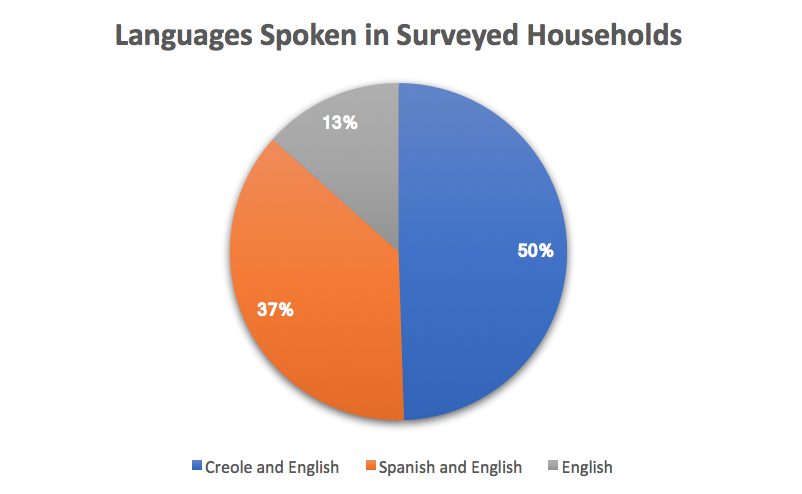 Languages Spoken in Surveyed Households
13%
50%
37%
Creole and English
Spanish and English
English